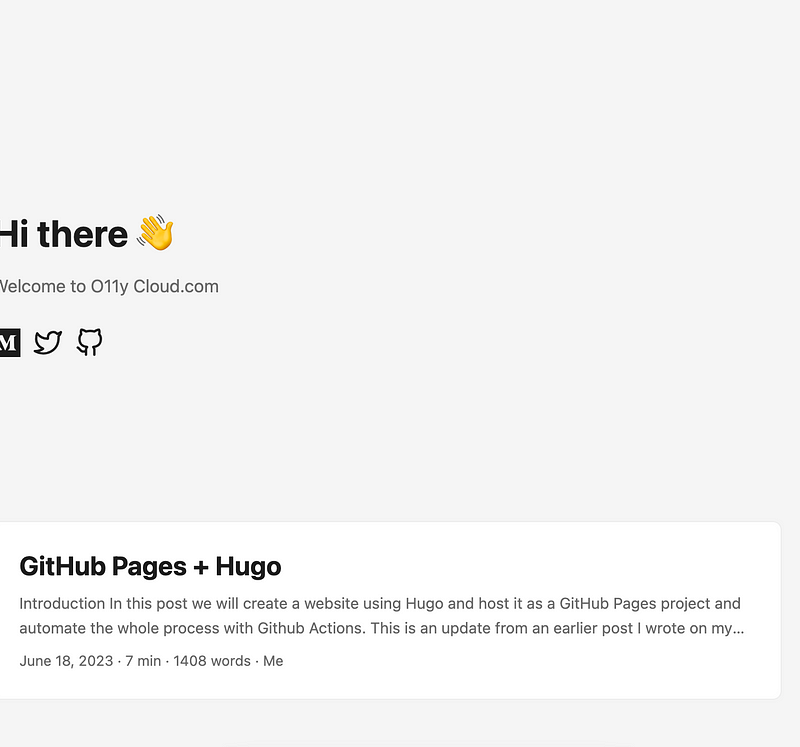 Hi there 👋
Welcome to O11y Cloud.com
M
GitHub Pages + Hugo
Introduction In this post we will create a website using Hugo and host it as a GitHub Pages project and
automate the whole process with Github Actions. This is an update from an earlier post I wrote on my...
June 18, 2023 · 7 min · 1408 words · Me